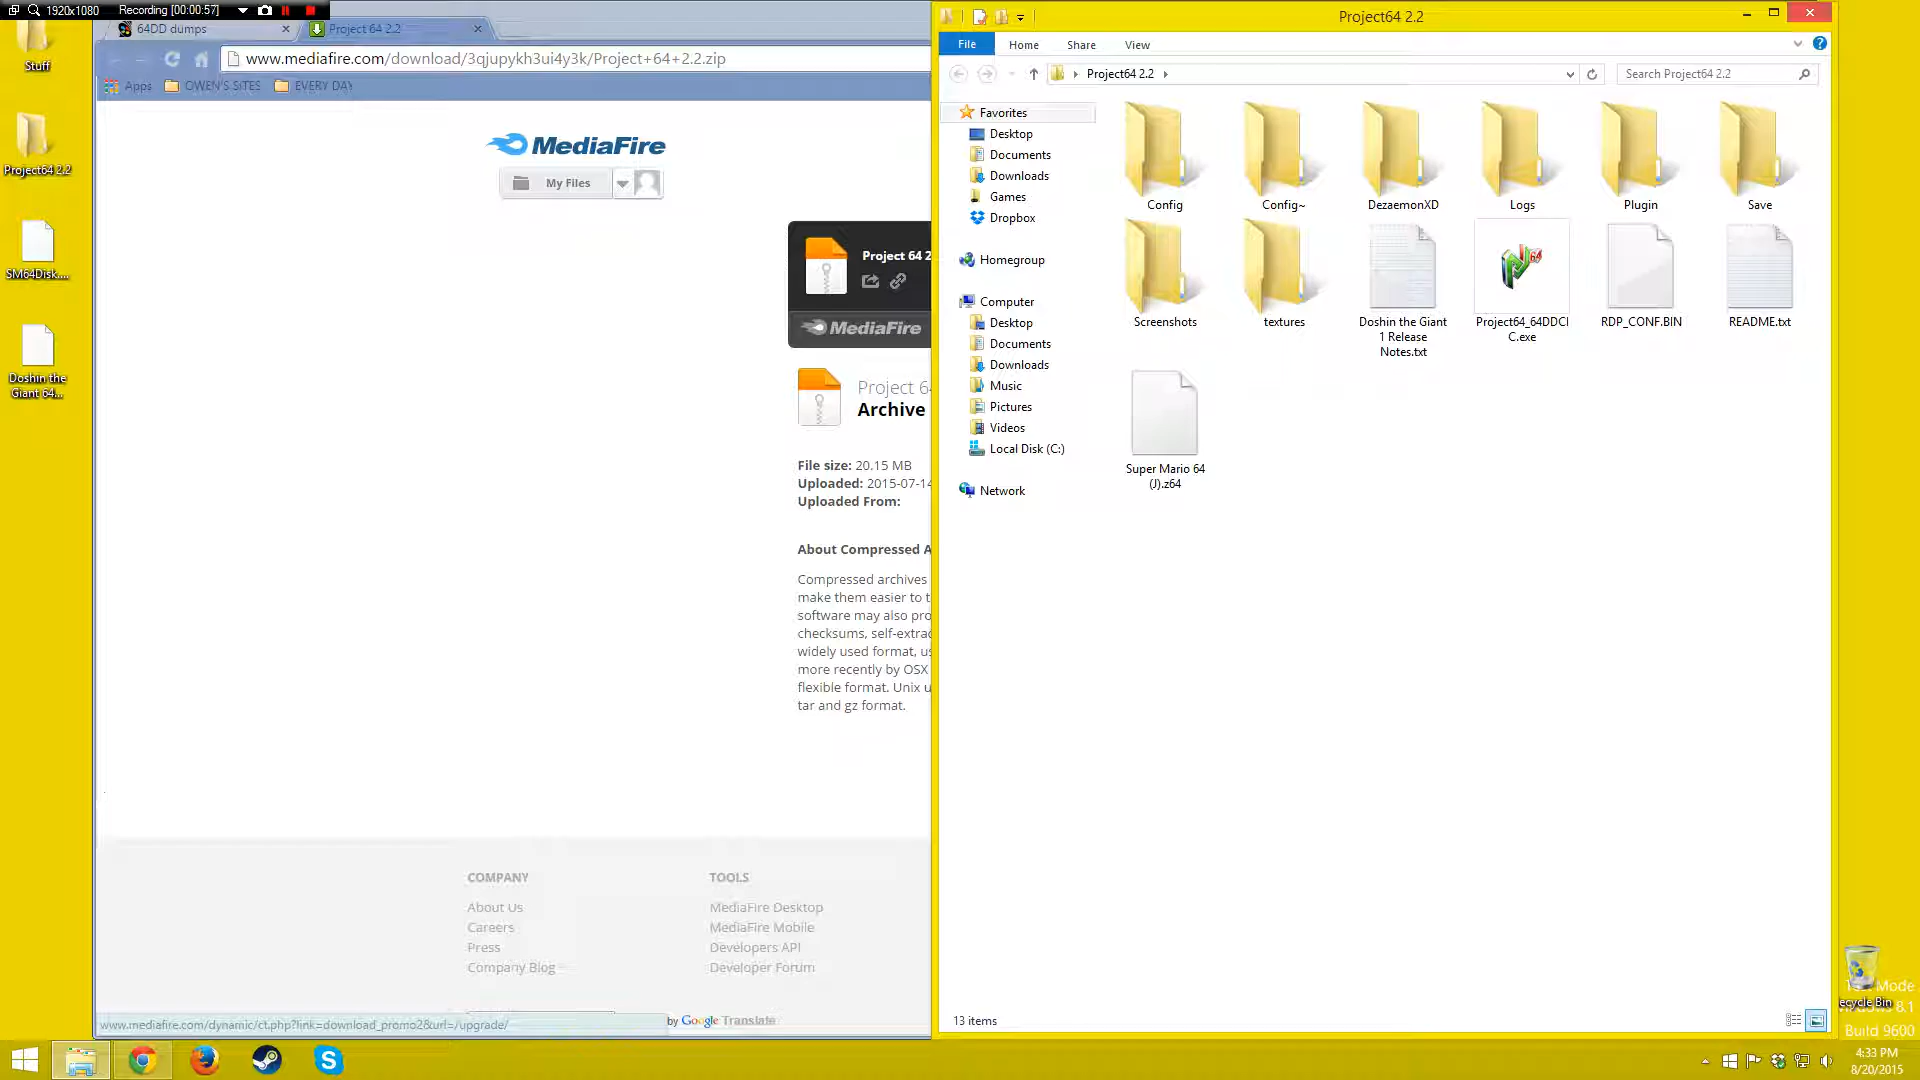 1920x1080 Recording [00:00:57]
64DD dumps
Project 64 2.2
www.mediafire.com/download/3qjupykh3ui4y3k/Project+64+2.2.zip
Apps OWEN'S SITES EVERY DAY
Stuff
Project64 2.2
SM64Disk....
Doshin the
Giant 64...
MediaFire
My Files
Project 64 2
MediaFire
Project 6
Archive
File size: 20.15 MB
Uploaded: 2015-07-14
Uploaded From:
About Compressed A
Compressed archives
make them easier to t
software may also pro
checksums, self-extrac
widely used format, us
more recently by OSX
flexible format. Unix u
tar and gz format.
COMPANY
About Us
Careers
Press
Company Blog
TOOLS
MediaFire Desktop
MediaFire Mobile
Developers API
Developer Forum
by Google Translate
www.mediafire.com/dynamic/ct.php?link=download_promo2&url=/upgrade/
Project64 2.2
File Home Share View
Project64 2.2
Search Project64 2.2
Favorites
Desktop
Documents
Downloads
Games
Dropbox
Homegroup
Computer
Desktop
Documents
Downloads
Music
Pictures
Videos
Local Disk (C:)
Network
Config
Config~
DezaemonXD
Logs
Plugin
Save
Screenshots
textures
Doshin the Giant
1 Release
Notes.txt
64
Project64_64DDCI
C.exe
RDP_CONF.BIN
README.txt
Super Mario 64
(J).z64
13 items
ecycle Bin
Mode
8.1
Build 9600
4:33 PM
8/20/2015